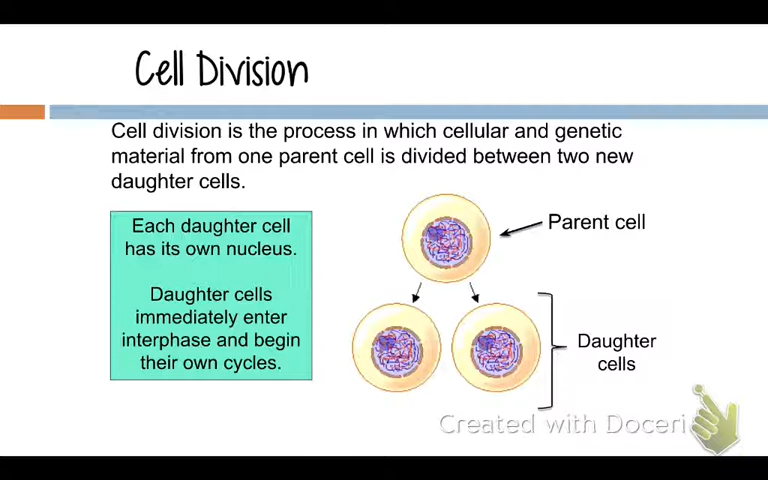 Cell Division
Cell division is the process in which cellular and genetic
material from one parent cell is divided between two new
daughter cells.
Each daughter cell
has its own nucleus.
Daughter cells
immediately enter
interphase and begin
their own cycles.
Parent cell
Daughter
cells
Created with Doceri